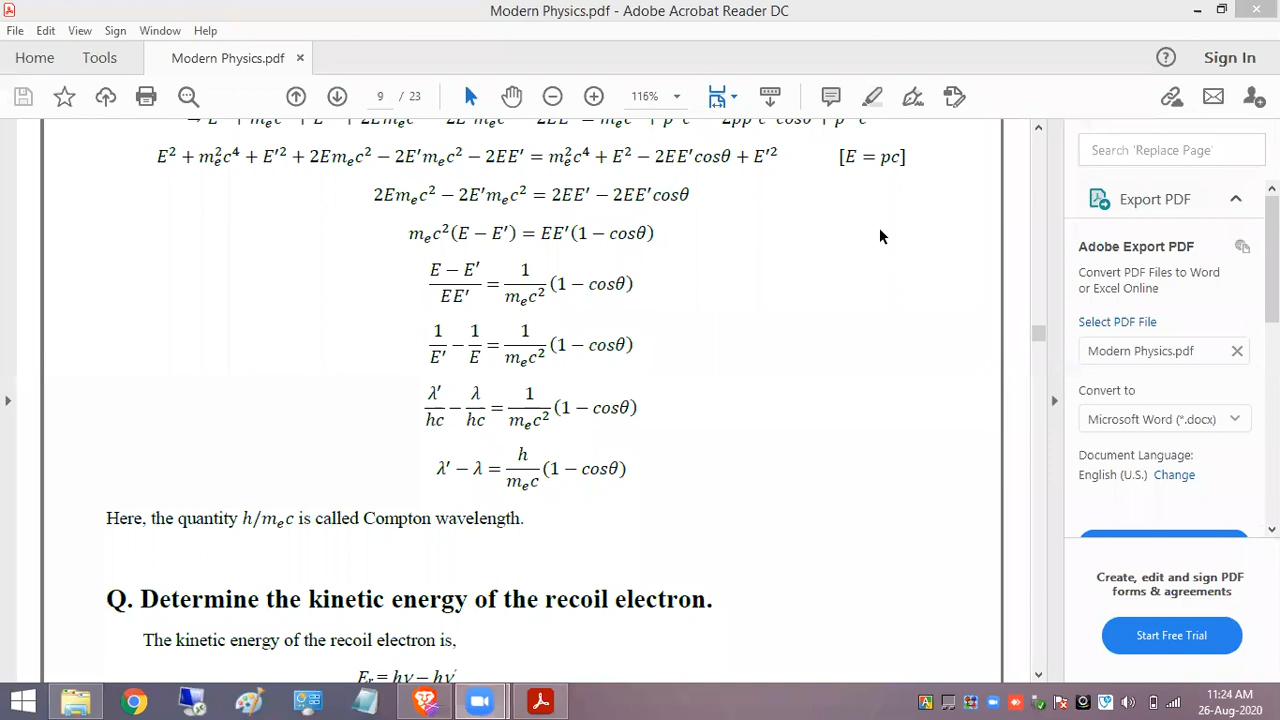 Modern Physics.pdf - Adobe Acrobat Reader DC
File Edit View Sign Window Help
Home Tools Modern Physics.pdf × Sign In
9 / 23 116%
E² + mₑ²c⁴ + E′² + 2Emₑc² − 2E′mₑc² − 2EE′ = mₑ²c⁴ + E² − 2EE′cosθ + E′² [E = pc]
2Emₑc² − 2E′mₑc² = 2EE′ − 2EE′cosθ
mₑc²(E − E′) = EE′(1 − cosθ)
(E − E′)/EE′ = 1/mₑc² (1 − cosθ)
1/E′ − 1/E = 1/mₑc² (1 − cosθ)
λ′/hc − λ/hc = 1/mₑc² (1 − cosθ)
λ′ − λ = h/mₑc (1 − cosθ)
Here, the quantity h/mₑc is called Compton wavelength.
Q. Determine the kinetic energy of the recoil electron.
The kinetic energy of the recoil electron is,
Eᵣ = hν − hν′
Search 'Replace Page'
Export PDF
Adobe Export PDF
Convert PDF Files to Word
or Excel Online
Select PDF File
Modern Physics.pdf
Convert to
Microsoft Word (*.docx)
Document Language:
English (U.S.) Change
Create, edit and sign PDF
forms & agreements
Start Free Trial
11:24 AM
26-Aug-2020